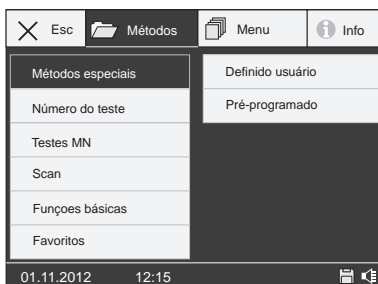 Esc Métodos Menu Info
Métodos especiais
Número do teste
Testes MN
Scan
Funçoes básicas
Favoritos
Definido usuário
Pré-programado
01.11.2012 12:15